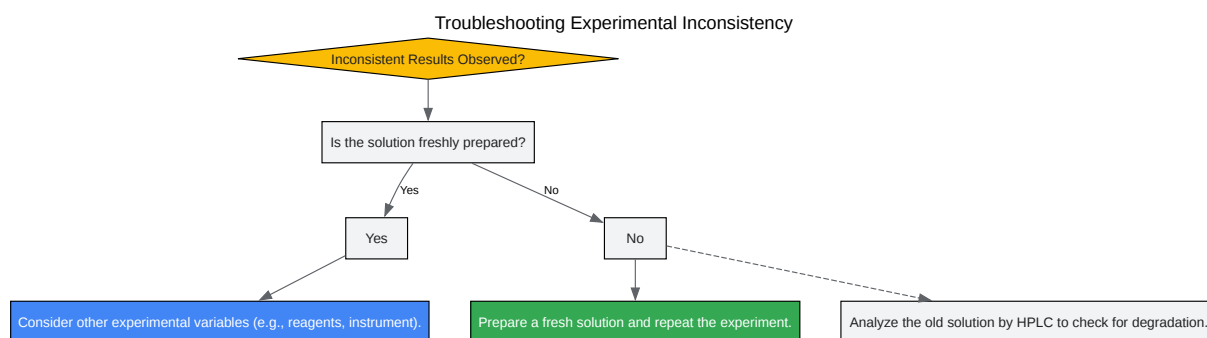 Troubleshooting Experimental Inconsistency
Inconsistent Results Observed?
Is the solution freshly prepared?
Yes
No
Yes
No
Consider other experimental variables (e.g., reagents, instrument).
Prepare a fresh solution and repeat the experiment.
Analyze the old solution by HPLC to check for degradation.